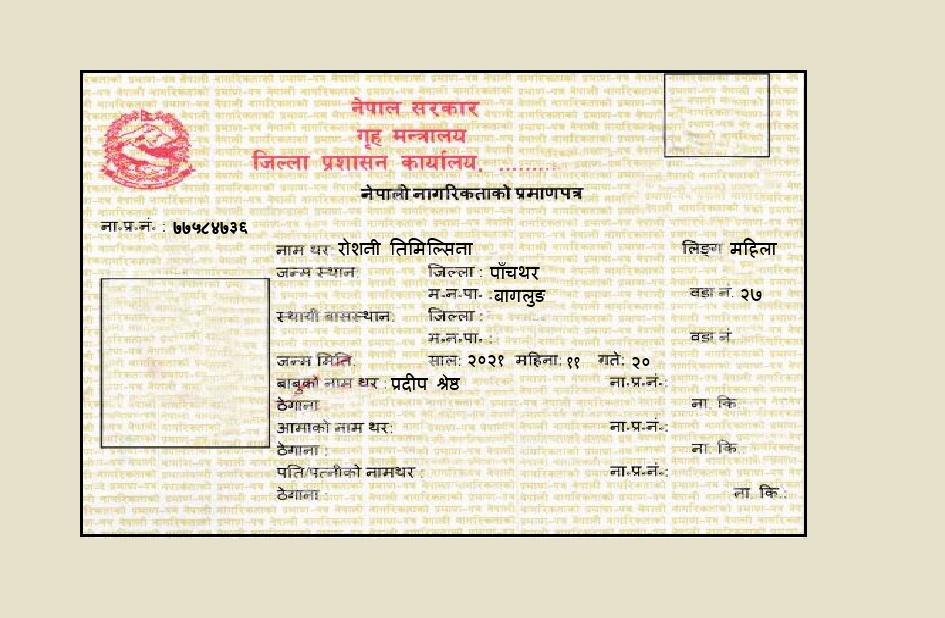 नेपाल सरकार
गृह मन्त्रालय
जिल्ला प्रशासन कार्यालय, ..........
नेपाली नागरिकताको प्रमाणपत्र
ना.प्र.नं. : ७७५८४७३६
नाम थर रोशनी तिमिल्सिना लिङ्ग महिला
जन्म स्थान: जिल्ला : पाँचथर
म.न.पा. :बागलुङ वडा नं. २७
स्थायी बासस्थान: जिल्ला :
म.न.पा. : वडा नं
जन्म मिति: साल: २०२१ महिना: ११ गते: २०
बाबुको नाम थर : प्रदीप श्रेष्ठ ना.प्र.नं.:
ठेगाना ना. कि.
आमाको नाम थर: ना.प्र.नं.:
ठेगाना : ना. कि.
पति/पत्नीको नामथर : ना.प्र.नं.:
ठेगाना : ना. कि.: